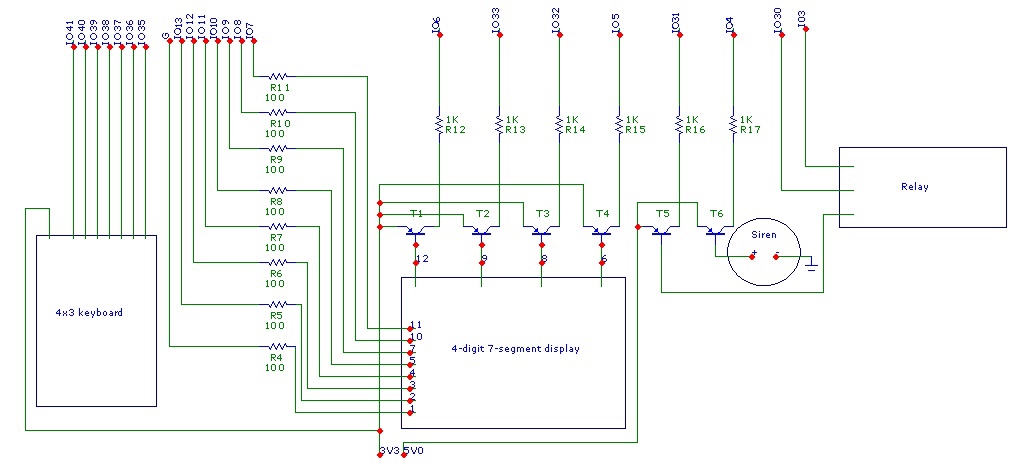 IO41
IO40
IO39
IO38
IO37
IO36
IO35
G
IO13
IO12
IO11
IO10
IO9
IO8
IO7
IO6
IO33
IO32
IO5
IO31
IO4
IO30
IO3
R11
100
R10
100
R9
100
R8
100
R7
100
R6
100
R5
100
R4
100
1K
R12
1K
R13
1K
R14
1K
R15
1K
R16
1K
R17
Relay
T1
T2
T3
T4
T5
T6
Siren
+
-
12
9
8
6
4x3 keyboard
11
10
7
5
4
3
2
1
4-digit 7-segment display
3V3
5V0